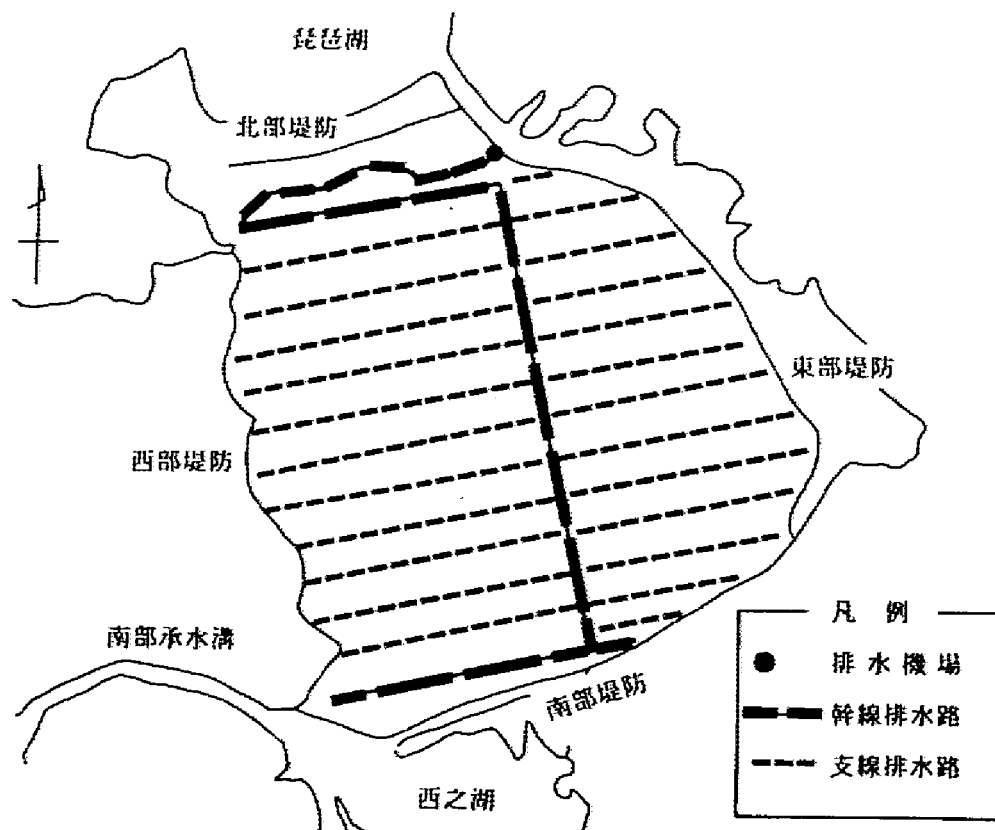 琵琶湖
北部堤防
東部堤防
西部堤防
南部承水溝
南部堤防
西之湖
凡例
排水機場
幹線排水路
支線排水路